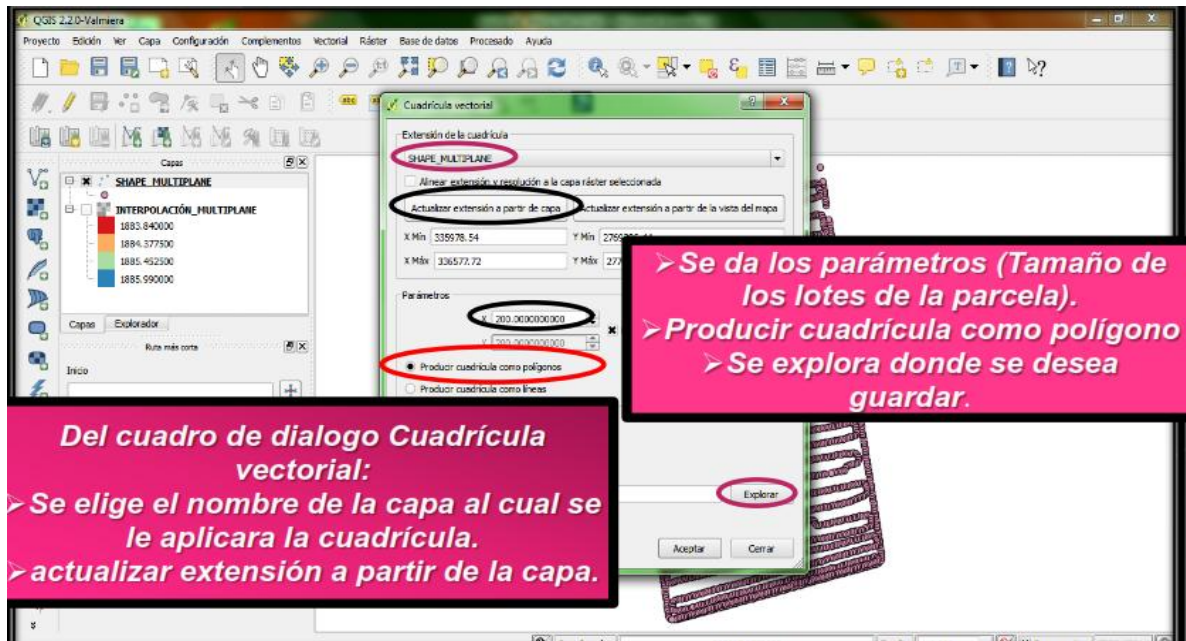 QGIS 2.2.0-Valmiera
Proyecto Edición Ver Capa Configuración Complementos Vectorial Ráster Base de datos Procesado Ayuda
Cuadrícula vectorial
Extensión de la cuadrícula
SHAPE_MULTIPLANE
Alinear extensión y resolución a la capa ráster seleccionada
Actualizar extensión a partir de capa
Actualizar extensión a partir de la vista del mapa
X Mín 335978.54
Y Mín
X Máx 336577.72
Y Máx
Parámetros
X 200.0000000000
Y 200.0000000000
Producir cuadrícula como polígonos
Producir cuadrícula como líneas
Explorar
Aceptar
Cerrar
Capas
SHAPE_MULTIPLANE
INTERPOLACIÓN_MULTIPLANE
1883.840000
1884.377500
1885.452500
1885.990000
Capas Explorador
Ruta más corta
Inicio
Del cuadro de dialogo Cuadrícula
vectorial:
➢Se elige el nombre de la capa al cual se
le aplicara la cuadrícula.
➢actualizar extensión a partir de la capa.
➢Se da los parámetros (Tamaño de
los lotes de la parcela).
➢Producir cuadrícula como polígono
➢Se explora donde se desea
guardar.